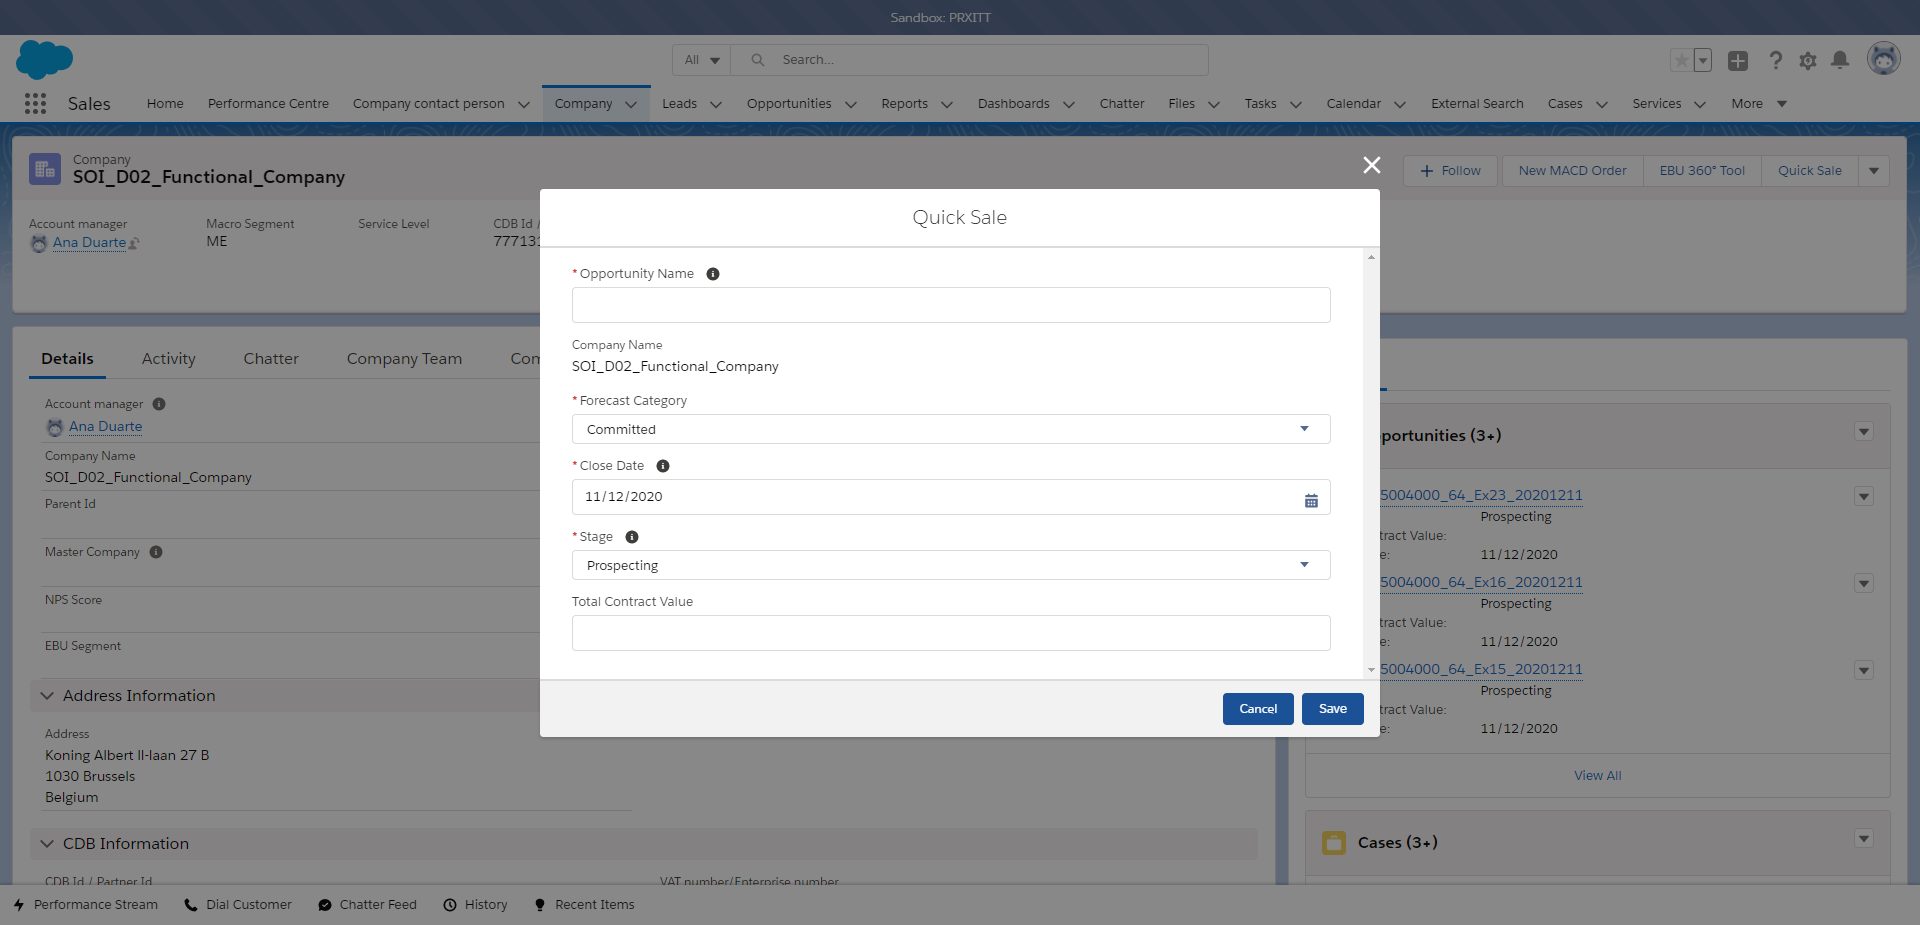 Sandbox: PRXITT
All
Search...
Sales
Home
Performance Centre
Company contact person
Company
Leads
Opportunities
Reports
Dashboards
Chatter
Files
Tasks
Calendar
External Search
Cases
Services
More
Company
SOI_D02_Functional_Company
Follow
New MACD Order
EBU 360° Tool
Quick Sale
Account manager
Ana Duarte
Macro Segment
ME
Service Level
CDB Id /
Quick Sale
* Opportunity Name
Company Name
SOI_D02_Functional_Company
* Forecast Category
Committed
* Close Date
11/12/2020
* Stage
Prospecting
Total Contract Value
Cancel
Save
Details
Activity
Chatter
Company Team
Account manager
Ana Duarte
Company Name
SOI_D02_Functional_Company
Parent Id
Master Company
NPS Score
EBU Segment
Address Information
Address
Koning Albert II-laan 27 B
1030 Brussels
Belgium
CDB Information
CDB Id / Partner Id
VAT number/Enterprise number
portunities (3+)
5004000_64_Ex23_20201211
Prospecting
tract Value:
e:
11/12/2020
5004000_64_Ex16_20201211
Prospecting
tract Value:
e:
11/12/2020
5004000_64_Ex15_20201211
Prospecting
tract Value:
e:
11/12/2020
View All
Cases (3+)
Performance Stream
Dial Customer
Chatter Feed
History
Recent Items